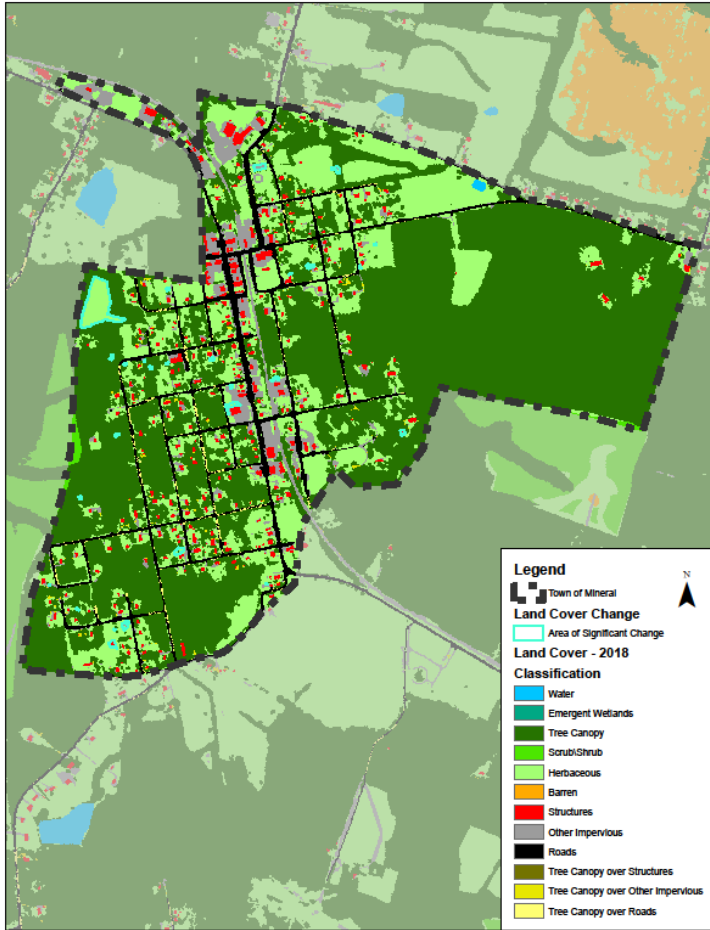 Legend
Town of Mineral
N
Land Cover Change
Area of Significant Change
Land Cover - 2018
Classification
Water
Emergent Wetlands
Tree Canopy
Scrub\Shrub
Herbaceous
Barren
Structures
Other Impervious
Roads
Tree Canopy over Structures
Tree Canopy over Other Impervious
Tree Canopy over Roads